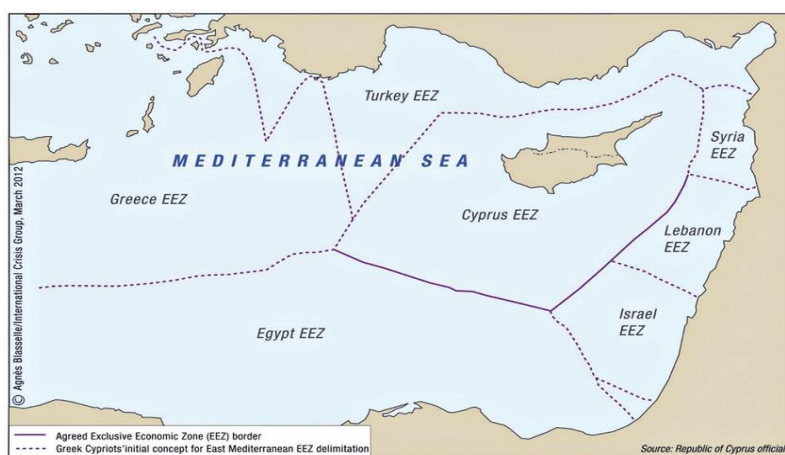 Turkey EEZ
Syria
EEZ
MEDITERRANEAN SEA
Greece EEZ
Cyprus EEZ
Lebanon
EEZ
Israel
EEZ
Egypt EEZ
© Agnès Blasselle/International Crisis Group, March 2012
Agreed Exclusive Economic Zone (EEZ) border
Greek Cypriots'initial concept for East Mediterranean EEZ delimitation
Source: Republic of Cyprus official